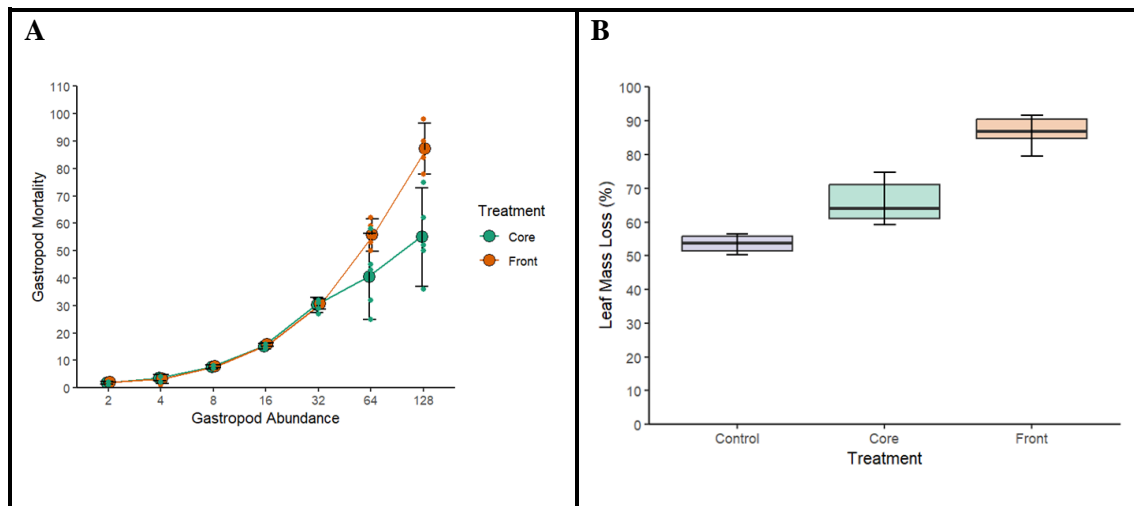 A
110
100
90
80
70
60
50
40
30
20
10
0
Gastropod Mortality
2 4 8 16 32 64 128
Gastropod Abundance
Treatment
Core
Front
B
100
90
80
70
60
50
40
30
20
10
0
Leaf Mass Loss (%)
Control Core Front
Treatment